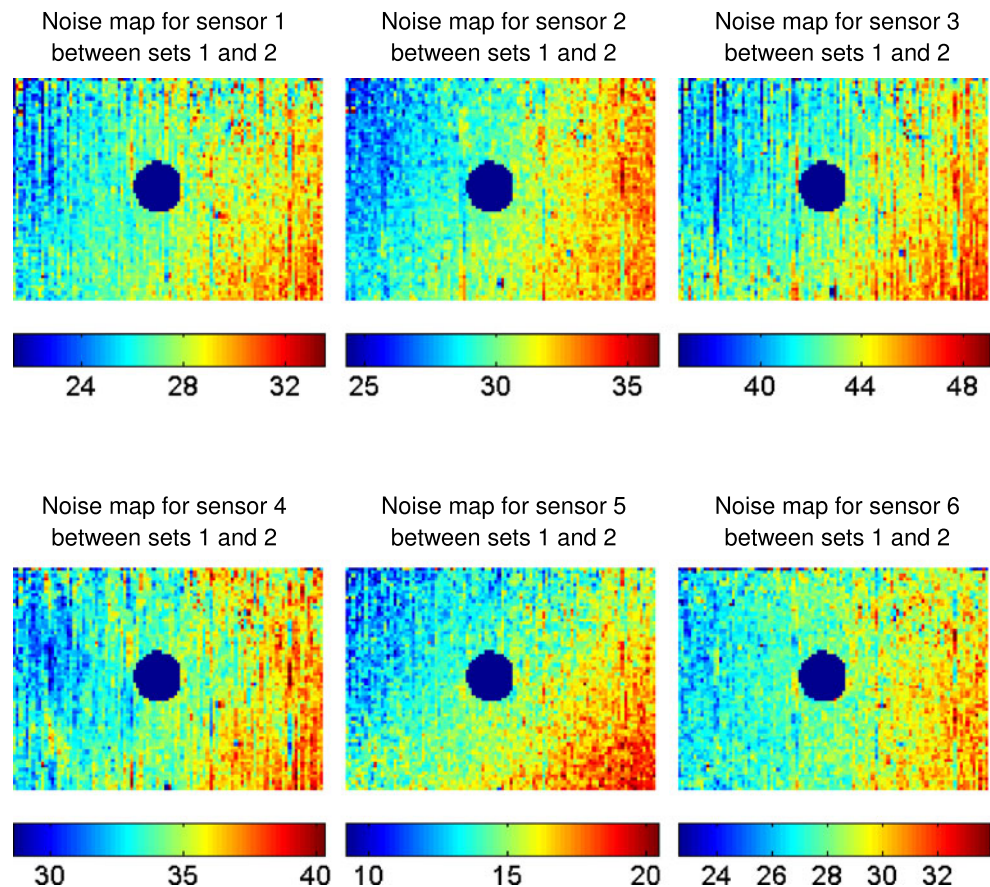 Noise map for sensor 1
between sets 1 and 2
Noise map for sensor 2
between sets 1 and 2
Noise map for sensor 3
between sets 1 and 2
24 28 32
25 30 35
40 44 48
Noise map for sensor 4
between sets 1 and 2
Noise map for sensor 5
between sets 1 and 2
Noise map for sensor 6
between sets 1 and 2
30 35 40
10 15 20
24 26 28 30 32